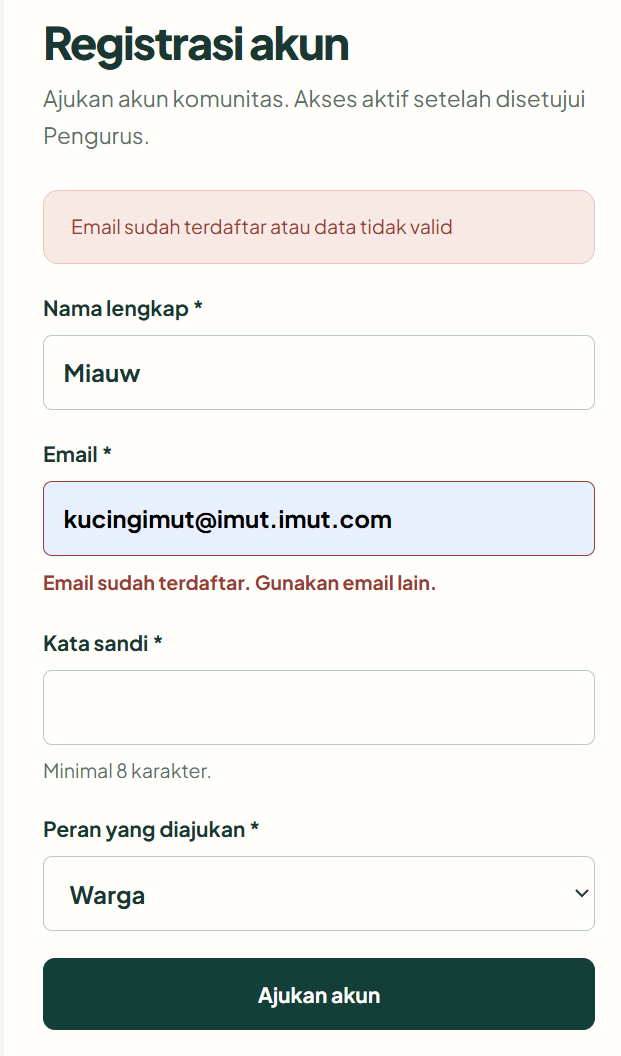 Registrasi akun
Ajukan akun komunitas. Akses aktif setelah disetujui
Pengurus.
Email sudah terdaftar atau data tidak valid
Nama lengkap *
Miauw
Email *
kucingimut@imut.imut.com
Email sudah terdaftar. Gunakan email lain.
Kata sandi *
Minimal 8 karakter.
Peran yang diajukan *
Warga
Ajukan akun